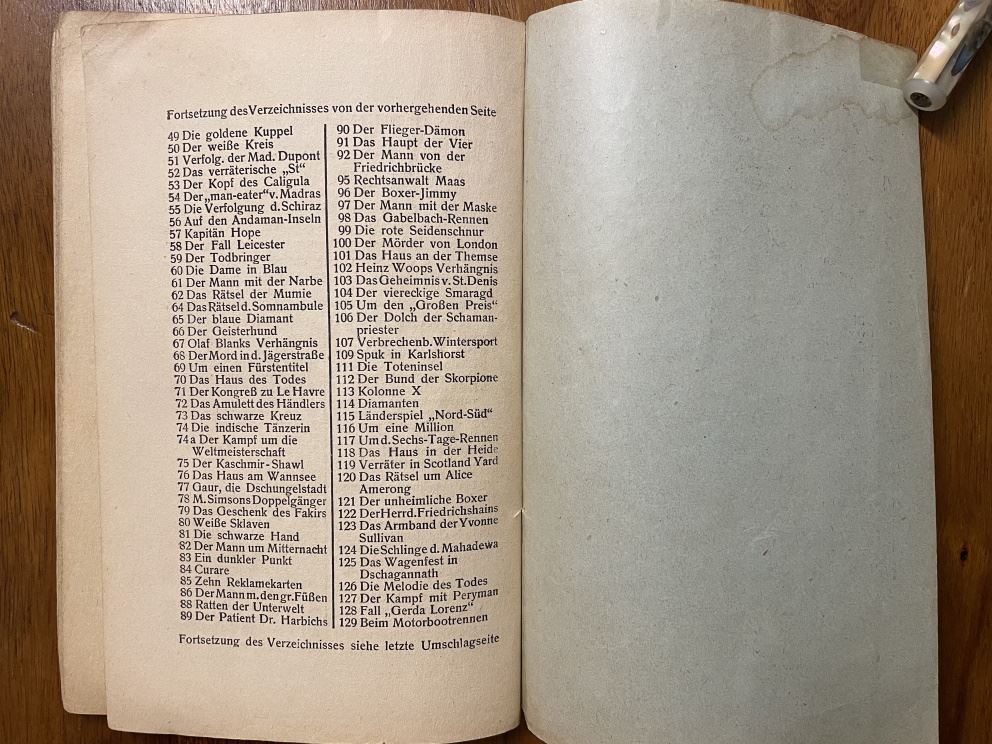 Fortsetzung des Verzeichnisses von der vorhergehenden Seite
49 Die goldene Kuppel
50 Der weiße Kreis
51 Verfolg. der Mad. Dupont
52 Das verräterische „St“
53 Der Kopf des Caligula
54 Der „man-eater“ v. Madras
55 Die Verfolgung d. Schiraz
56 Auf den Andaman-Inseln
57 Kapitän Hope
58 Der Fall Leicester
59 Der Todbringer
60 Die Dame in Blau
61 Der Mann mit der Narbe
62 Das Rätsel der Mumie
64 Das Rätsel d. Somnambule
65 Der blaue Diamant
66 Der Geisterhund
67 Olaf Blanks Verhängnis
68 Der Mord in d. Jägerstraße
69 Um einen Fürstentitel
70 Das Haus des Todes
71 Der Kongreß zu Le Havre
72 Das Amulett des Händlers
73 Das schwarze Kreuz
74 Die indische Tänzerin
74a Der Kampf um die
Weltmeisterschaft
75 Der Kaschmir-Shawl
76 Das Haus am Wannsee
77 Gaur, die Dschungelstadt
78 M. Simsons Doppelgänger
79 Das Geschenk des Fakirs
80 Weiße Sklaven
81 Die schwarze Hand
82 Der Mann um Mitternacht
83 Ein dunkler Punkt
84 Curare
85 Zehn Reklamekarten
86 Der Mann m. den gr. Füßen
88 Ratten der Unterwelt
89 Der Patient Dr. Harbichs
90 Der Flieger-Dämon
91 Das Haupt der Vier
92 Der Mann von der
Friedrichbrücke
95 Rechtsanwalt Maas
96 Der Boxer-Jimmy
97 Der Mann mit der Maske
98 Das Gabelbach-Rennen
99 Die rote Seidenschnur
100 Der Mörder von London
101 Das Haus an der Themse
102 Heinz Woops Verhängnis
103 Das Geheimnis v. St. Denis
104 Der viereckige Smaragd
105 Um den „Großen Preis“
106 Der Dolch der Schaman-
priester
107 Verbrechenb. Wintersport
109 Spuk in Karlshorst
111 Die Toteninsel
112 Der Bund der Skorpione
113 Kolonne X
114 Diamanten
115 Länderspiel „Nord-Süd“
116 Um eine Million
117 Um d. Sechs-Tage-Rennen
118 Das Haus in der Heide
119 Verräter in Scotland Yard
120 Das Rätsel um Alice
Amerong
121 Der unheimliche Boxer
122 Der Herr d. Friedrichshains
123 Das Armband der Yvonne
Sullivan
124 Die Schlinge d. Mahadewa
125 Das Wagenfest in
Dschagannath
126 Die Melodie des Todes
127 Der Kampf mit Peryman
128 Fall „Gerda Lorenz“
129 Beim Motorbootrennen
Fortsetzung des Verzeichnisses siehe letzte Umschlagseite